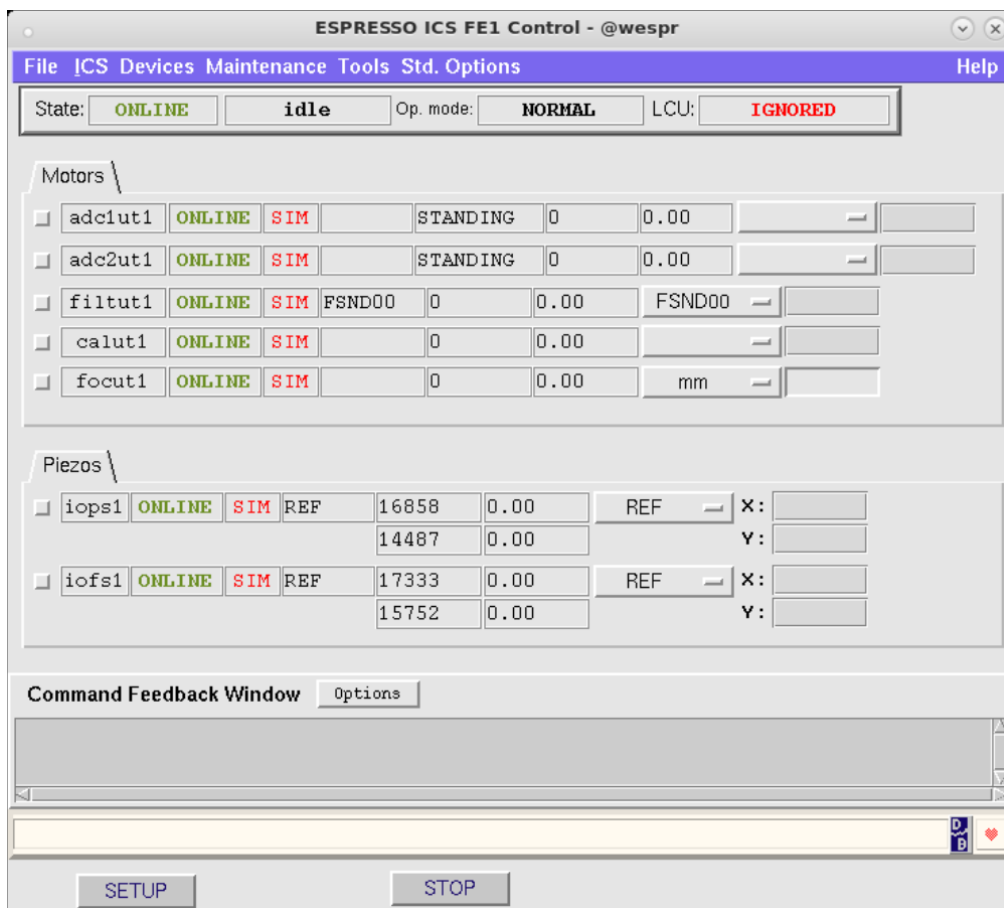 ESPRESSO ICS FE1 Control - @wespr
File ICS Devices Maintenance Tools Std. Options Help
State: ONLINE idle Op. mode: NORMAL LCU: IGNORED
Motors
adc1ut1 ONLINE SIM STANDING 0 0.00
adc2ut1 ONLINE SIM STANDING 0 0.00
filtut1 ONLINE SIM FSND00 0 0.00 FSND00
calut1 ONLINE SIM 0 0.00
focut1 ONLINE SIM 0 0.00 mm
Piezos
iops1 ONLINE SIM REF 16858 0.00 REF X:
14487 0.00 Y:
iofs1 ONLINE SIM REF 17333 0.00 REF X:
15752 0.00 Y:
Command Feedback Window Options
D B
SETUP STOP